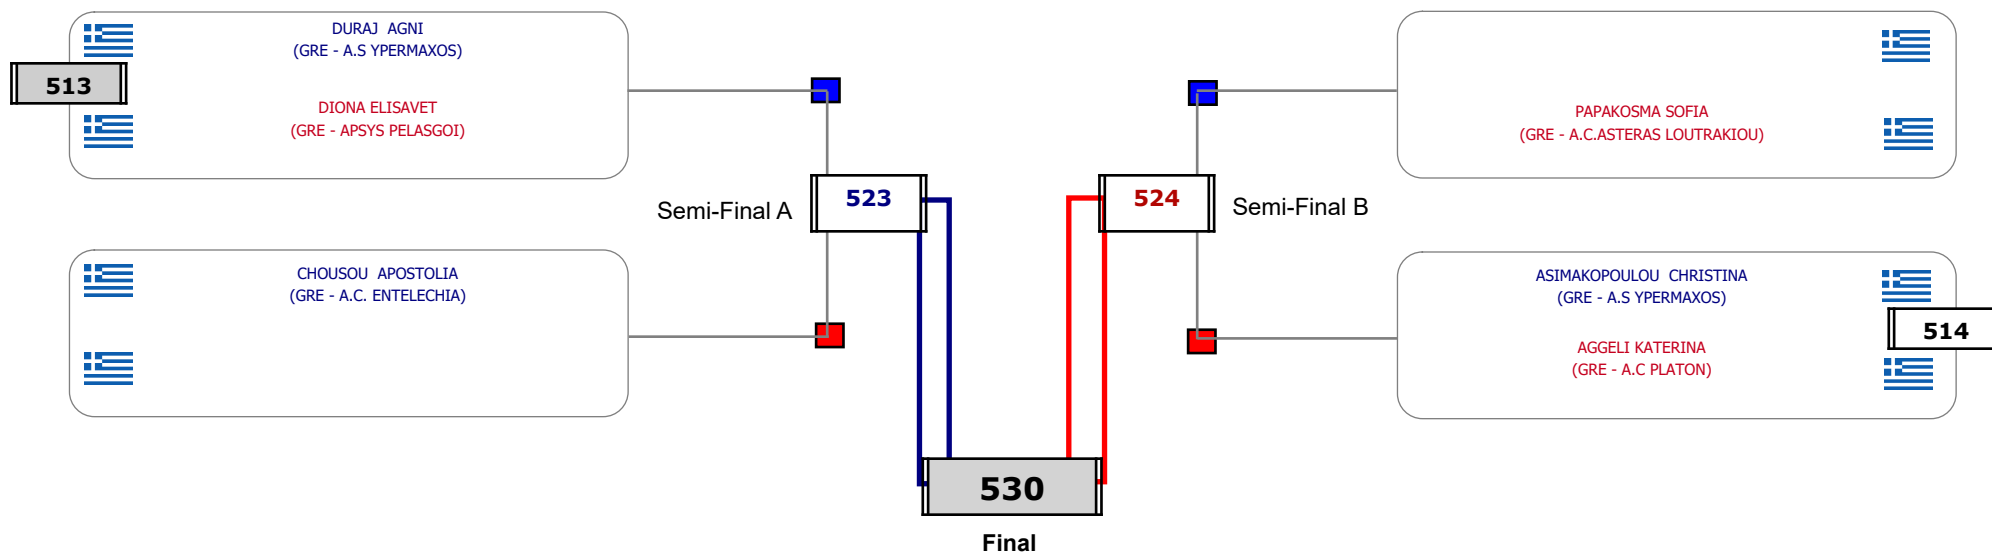 DURAJ AGNI
(GRE - A.S YPERMAXOS)
513
DIONA ELISAVET
(GRE - APSYS PELASGOI)
PAPAKOSMA SOFIA
(GRE - A.C.ASTERAS LOUTRAKIOU)
Semi-Final A
523
524
Semi-Final B
CHOUSOU APOSTOLIA
(GRE - A.C. ENTELECHIA)
ASIMAKOPOULOU CHRISTINA
(GRE - A.S YPERMAXOS)
514
AGGELI KATERINA
(GRE - A.C PLATON)
530
Final